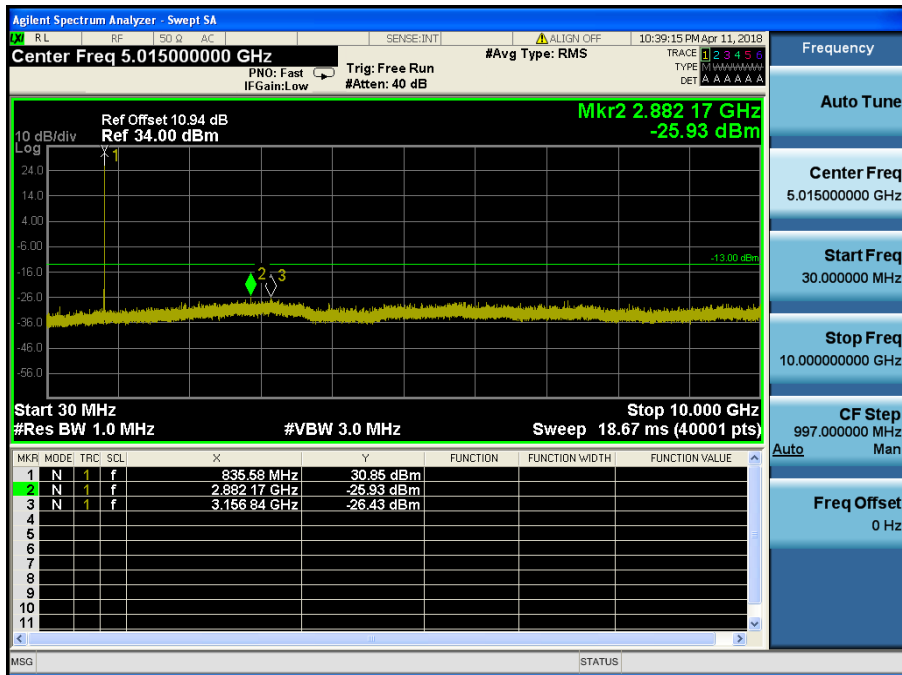 Agilent Spectrum Analyzer - Swept SA
LXI RL RF 50 Ω AC SENSE:INT ALIGN OFF 10:39:15 PM Apr 11, 2018
Center Freq 5.015000000 GHz #Avg Type: RMS TRACE 1 2 3 4 5 6
PNO: Fast Trig: Free Run TYPE M WWWWW
IFGain:Low #Atten: 40 dB DET A A A A A A
Frequency
Auto Tune
Center Freq
5.015000000 GHz
Start Freq
30.000000 MHz
Stop Freq
10.000000000 GHz
CF Step
997.000000 MHz
Auto Man
Freq Offset
0 Hz
Mkr2 2.882 17 GHz
-25.93 dBm
Ref Offset 10.94 dB
10 dB/div Ref 34.00 dBm
Log
1
24.0
14.0
4.00
-6.00
-13.00 dBm
-16.0
2 3
-26.0
-36.0
-46.0
-56.0
Start 30 MHz Stop 10.000 GHz
#Res BW 1.0 MHz #VBW 3.0 MHz Sweep 18.67 ms (40001 pts)
MKR MODE TRC SCL X Y FUNCTION FUNCTION WIDTH FUNCTION VALUE
1 N 1 f 835.58 MHz 30.85 dBm
2 N 1 f 2.882 17 GHz -25.93 dBm
3 N 1 f 3.156 84 GHz -26.43 dBm
4
5
6
7
8
9
10
11
MSG STATUS